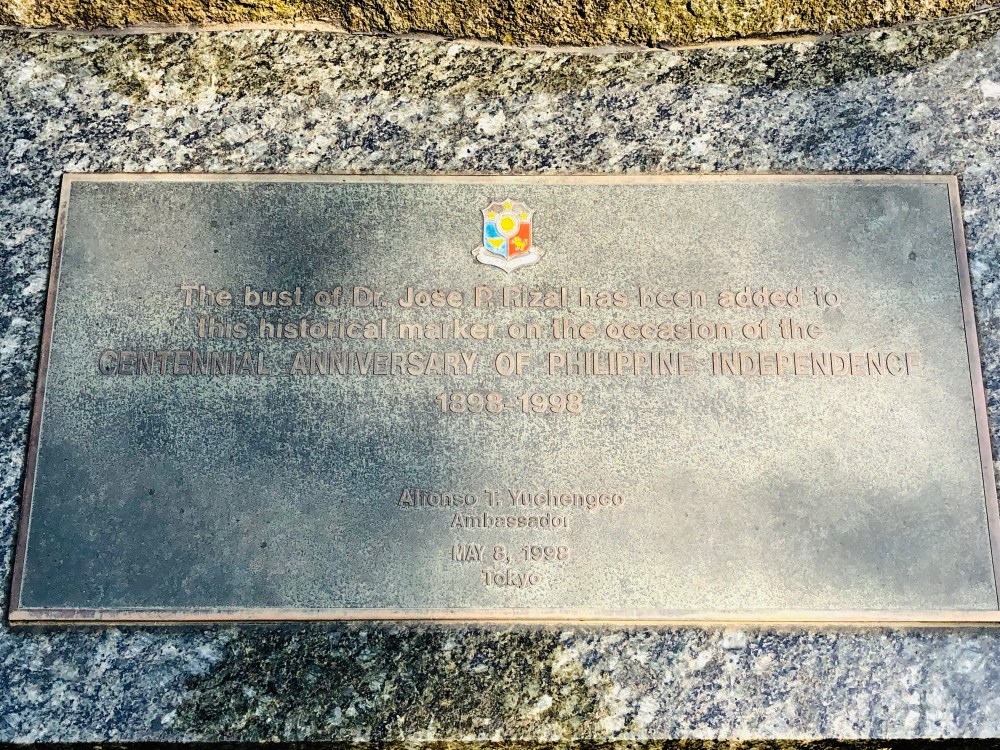 The bust of Dr. Jose P. Rizal has been added to
this historical marker on the occasion of the
CENTENNIAL ANNIVERSARY OF PHILIPPINE INDEPENDENCE
1898-1998
Alfonso T. Yuchengco
Ambassador
MAY 8, 1998
Tokyo